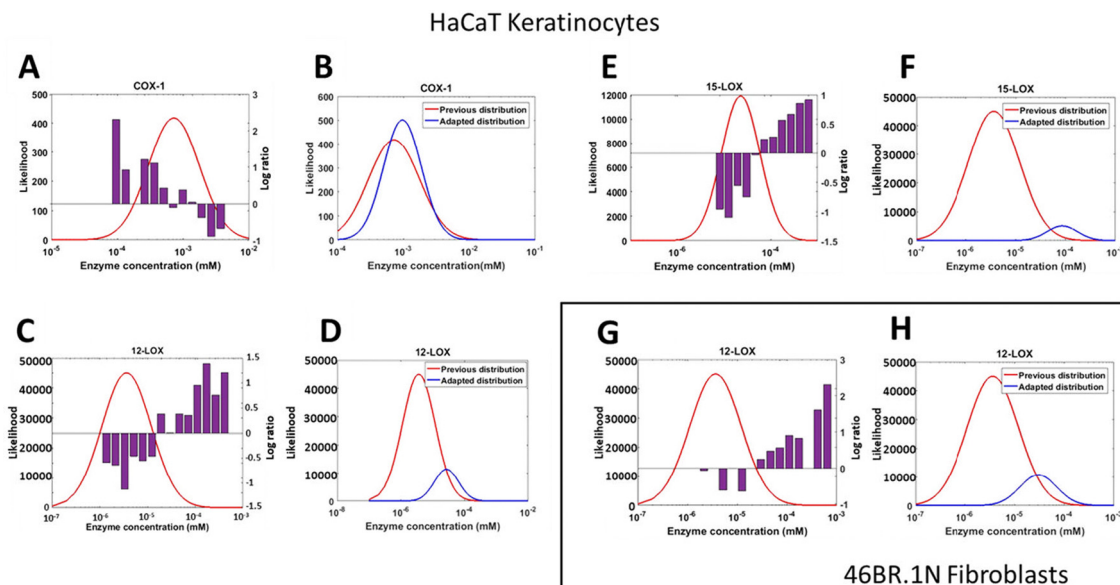 HaCaT Keratinocytes
A
COX-1
500
400
300
200
100
0
Likelihood
3
2
1
0
-1
Log ratio
10-5
10-4
10-3
10-2
Enzyme concentration (mM)
B
COX-1
600
500
400
300
200
100
0
Likelihood
Previous distribution
Adapted distribution
10-4
10-3
10-2
10-1
Enzyme concentration(mM)
E
15-LOX
12000
10000
8000
6000
4000
2000
0
Likelihood
1
0.5
0
-0.5
-1
-1.5
Log ratio
10-6
10-4
Enzyme concentration (mM)
F
15-LOX
50000
40000
30000
20000
10000
0
Likelihood
Previous distribution
Adapted distribution
10-7
10-6
10-5
10-4
Enzyme concentration (mM)
C
12-LOX
50000
40000
30000
20000
10000
0
Likelihood
1.5
1
0.5
0
-0.5
-1
-1.5
Log ratio
10-7
10-6
10-5
10-4
10-3
Enzyme concentration (mM)
D
12-LOX
50000
40000
30000
20000
10000
0
Likelihood
Previous distribution
Adapted distribution
10-8
10-6
10-4
10-2
Enzyme concentration (mM)
G
12-LOX
50000
40000
30000
20000
10000
0
Likelihood
3
2
1
0
-1
Log ratio
10-7
10-6
10-5
10-4
10-3
Enzyme concentration (mM)
H
12-LOX
50000
40000
30000
20000
10000
0
Likelihood
Previous distribution
Adapted distribution
10-7
10-6
10-5
10-4
10-3
Enzyme concentration (mM)
46BR.1N Fibroblasts